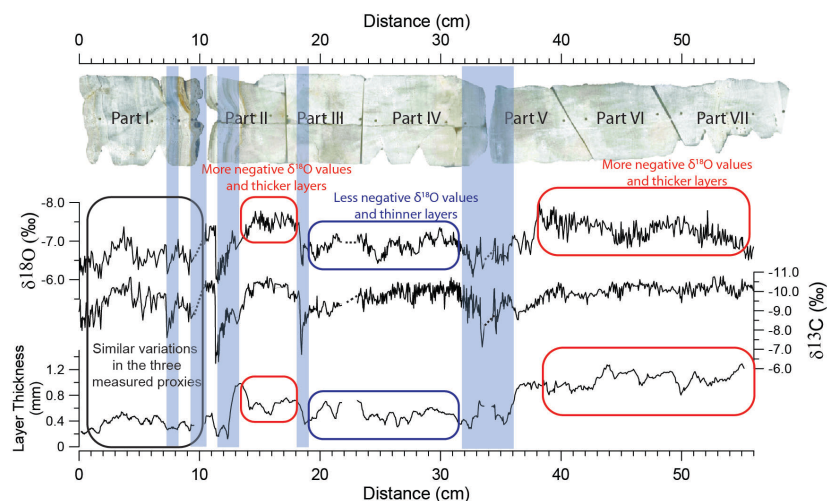 Distance (cm)
0 10 20 30 40 50
Part I Part II Part III Part IV Part V Part VI Part VII
More negative δ¹⁸O values
and thicker layers
Less negative δ¹⁸O values
and thinner layers
More negative δ¹⁸O values
and thicker layers
-8.0
-7.0
-6.0
δ18O (‰)
-11.0
-10.0
-9.0
-8.0
-7.0
-6.0
δ13C (‰)
Similar variations
in the three
measured proxies
1.2
0.8
0.4
0
Layer Thickness
(mm)
0 10 20 30 40 50
Distance (cm)